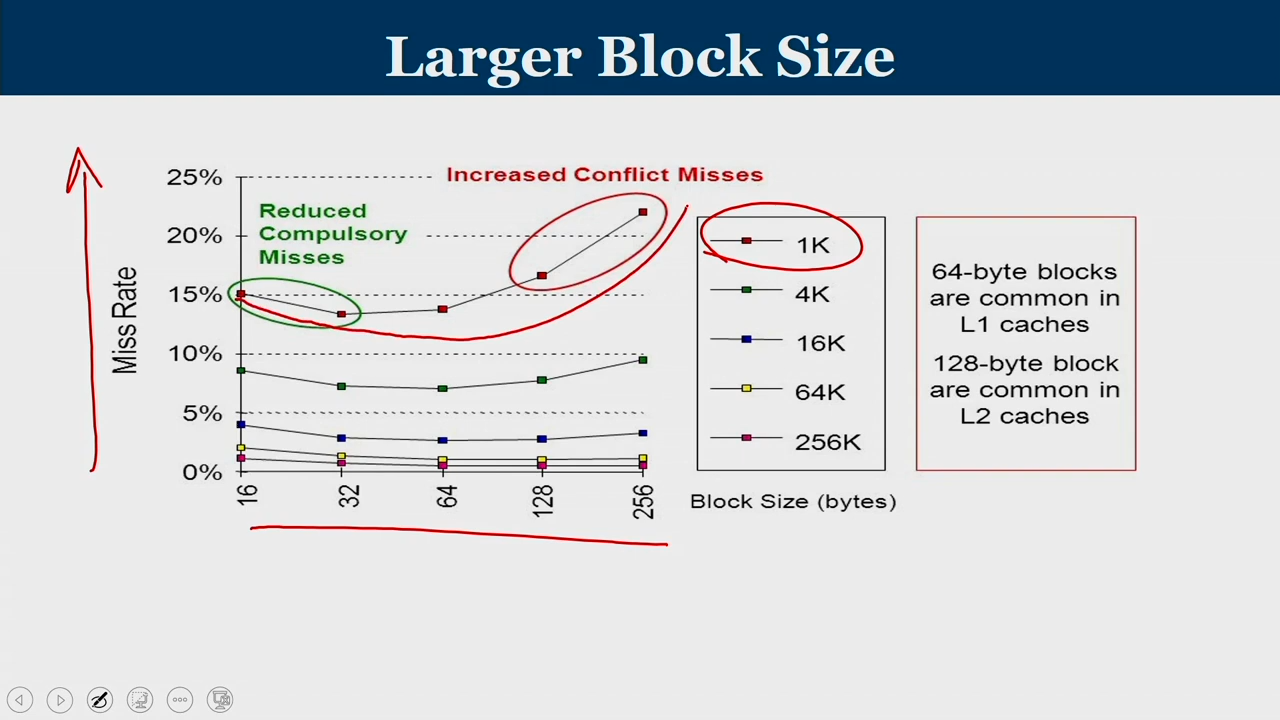 Larger Block Size
Increased Conflict Misses
Reduced
Compulsory
Misses
25%
20%
15%
10%
5%
0%
Miss Rate
16
32
64
128
256
Block Size (bytes)
1K
4K
16K
64K
256K
64-byte blocks
are common in
L1 caches
128-byte block
are common in
L2 caches